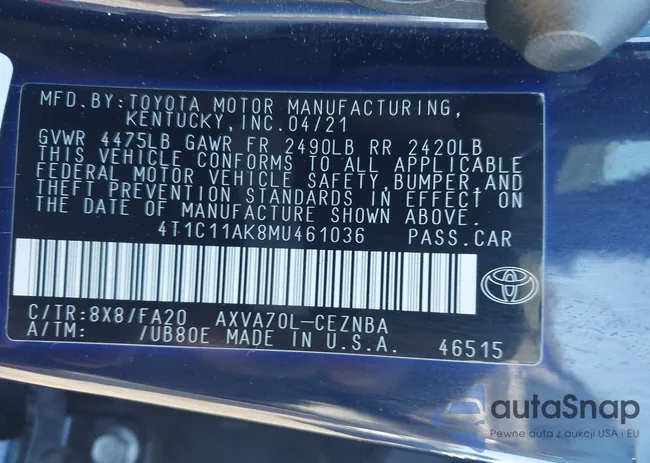 MFD.BY:TOYOTA MOTOR MANUFACTURING,
KENTUCKY,INC.04/21
GVWR 4475LB GAWR FR 2490LB RR 2420LB
THIS VEHICLE CONFORMS TO ALL APPLICABLE
FEDERAL MOTOR VEHICLE SAFETY,BUMPER,AND
THEFT PREVENTION STANDARDS IN EFFECT ON
THE DATE OF MANUFACTURE SHOWN ABOVE.
4T1C11AK8MU461036 PASS.CAR
C/TR:8X8/FA20 AXVA70L-CEZNBA
A/TM: /UB80E MADE IN U.S.A. 46515
autaSnap
Pewne auta z aukcji USA i EU